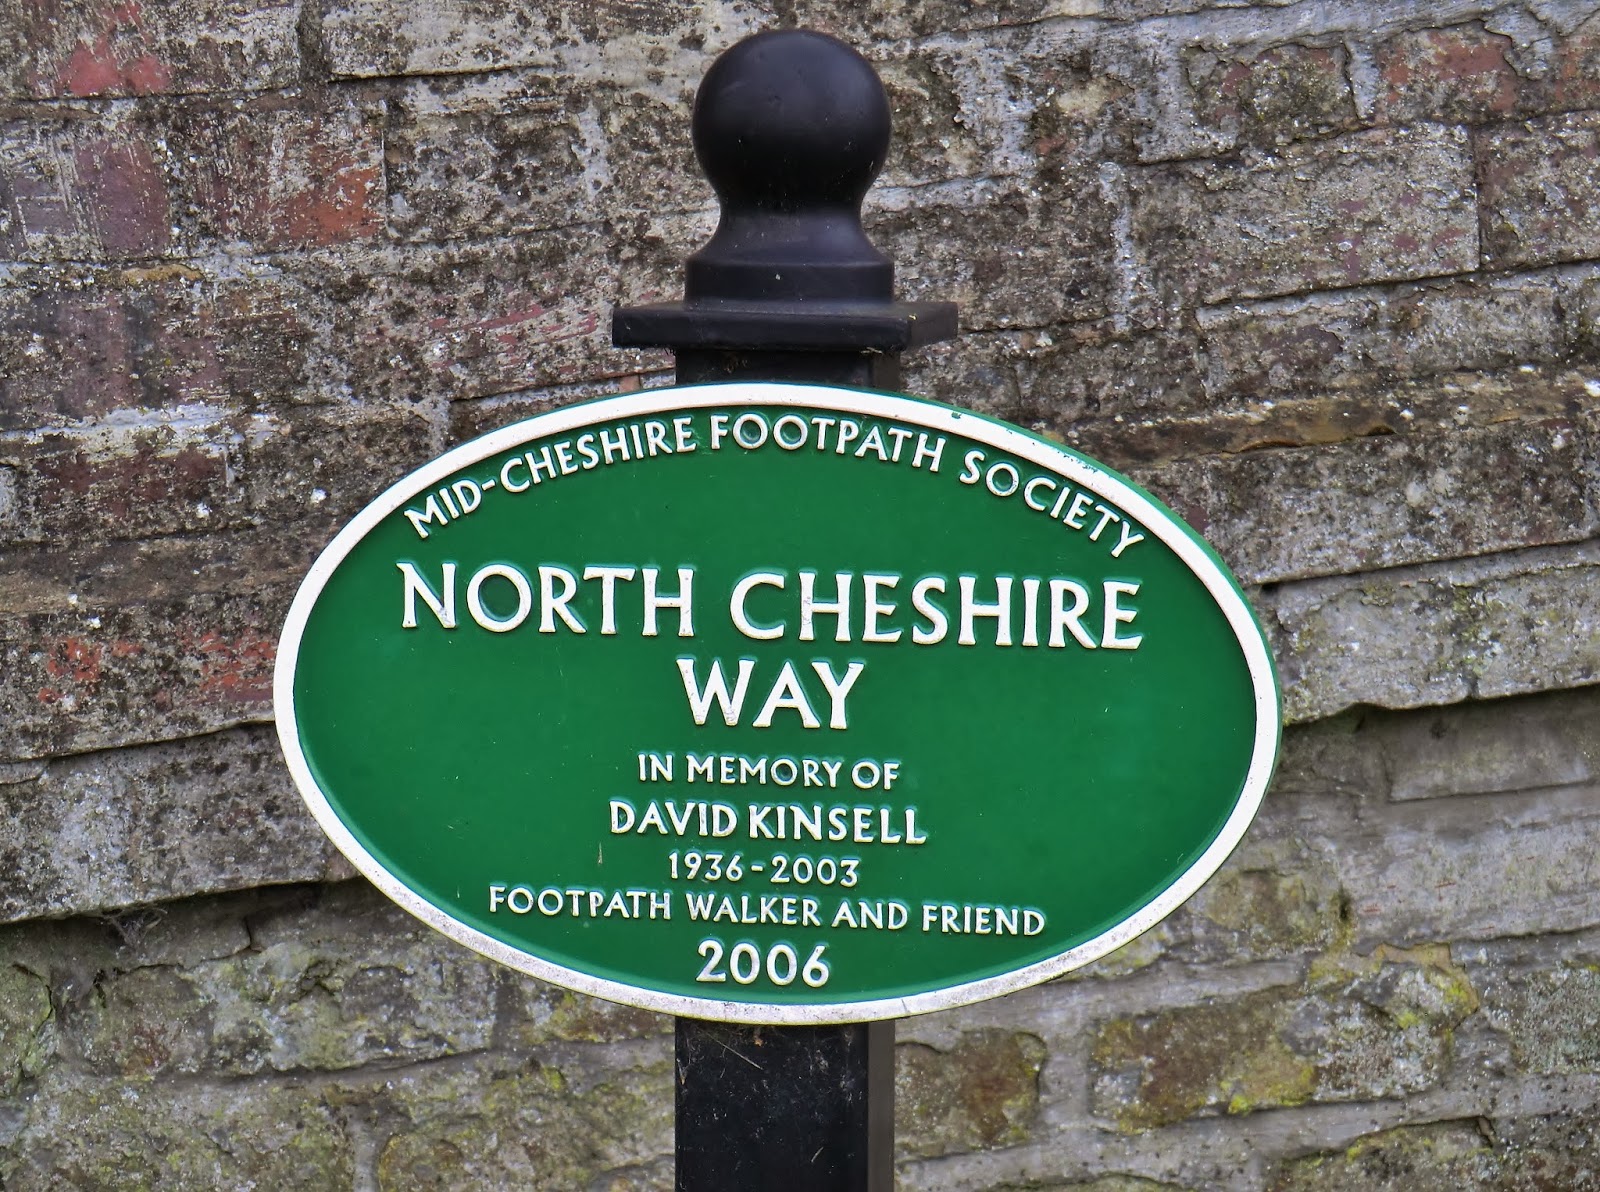 MID-CHESHIRE FOOTPATH SOCIETY
NORTH CHESHIRE
WAY
IN MEMORY OF
DAVID KINSELL
1936-2003
FOOTPATH WALKER AND FRIEND
2006